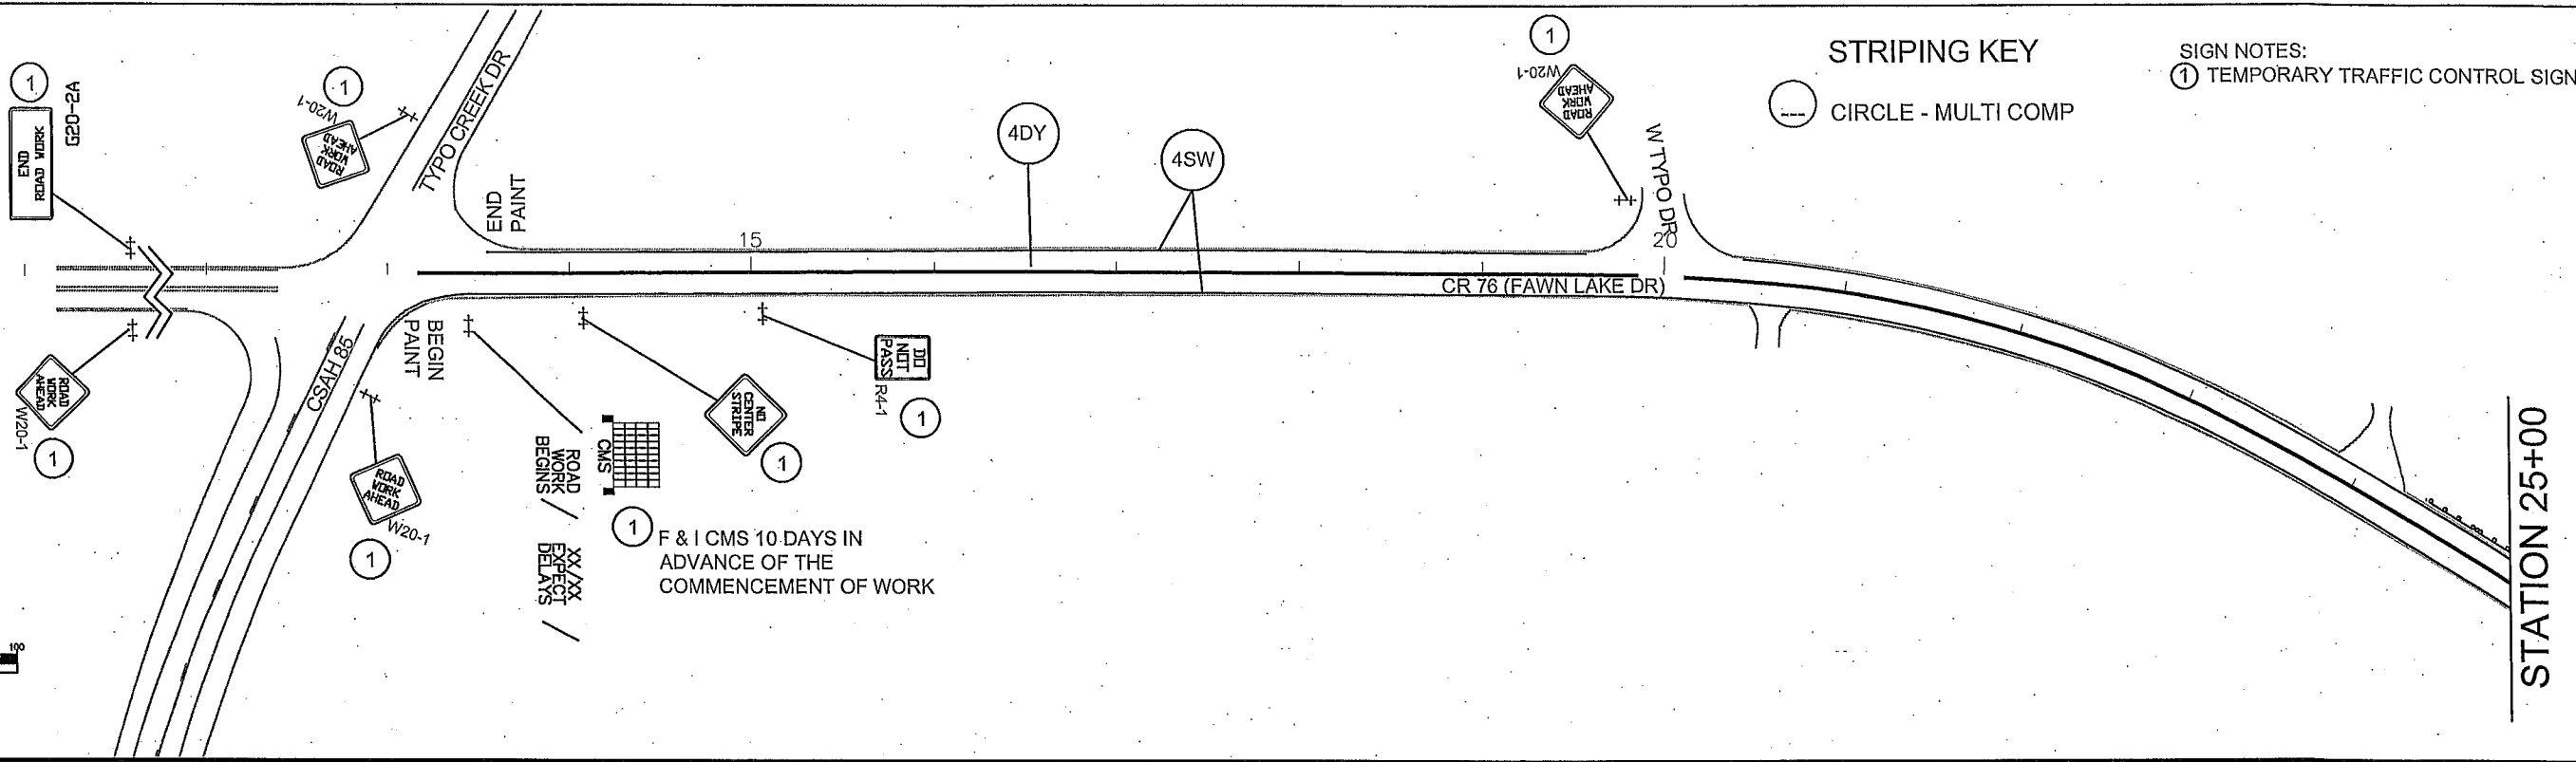 1
END
ROAD WORK
G20-2A
1
W20-1
ROAD
WORK
AHEAD
TYPO CREEK DR
END
PAINT
15
4DY
4SW
1
W20-1
ROAD
WORK
AHEAD
W TYPO DR
20
STRIPING KEY
--- CIRCLE - MULTI COMP
SIGN NOTES:
1 TEMPORARY TRAFFIC CONTROL SIGN
CR 76 (FAWN LAKE DR)
ROAD
WORK
AHEAD
W20-1
1
CSAH 85
BEGIN
PAINT
ROAD
WORK
AHEAD
W20-1
1
CMS
ROAD
WORK
BEGINS
XX/XX
EXPECT
DELAYS
1
F & I CMS 10 DAYS IN
ADVANCE OF THE
COMMENCEMENT OF WORK
NO
CENTER
STRIPE
1
DO
NOT
PASS
R4-1
1
STATION 25+00
100